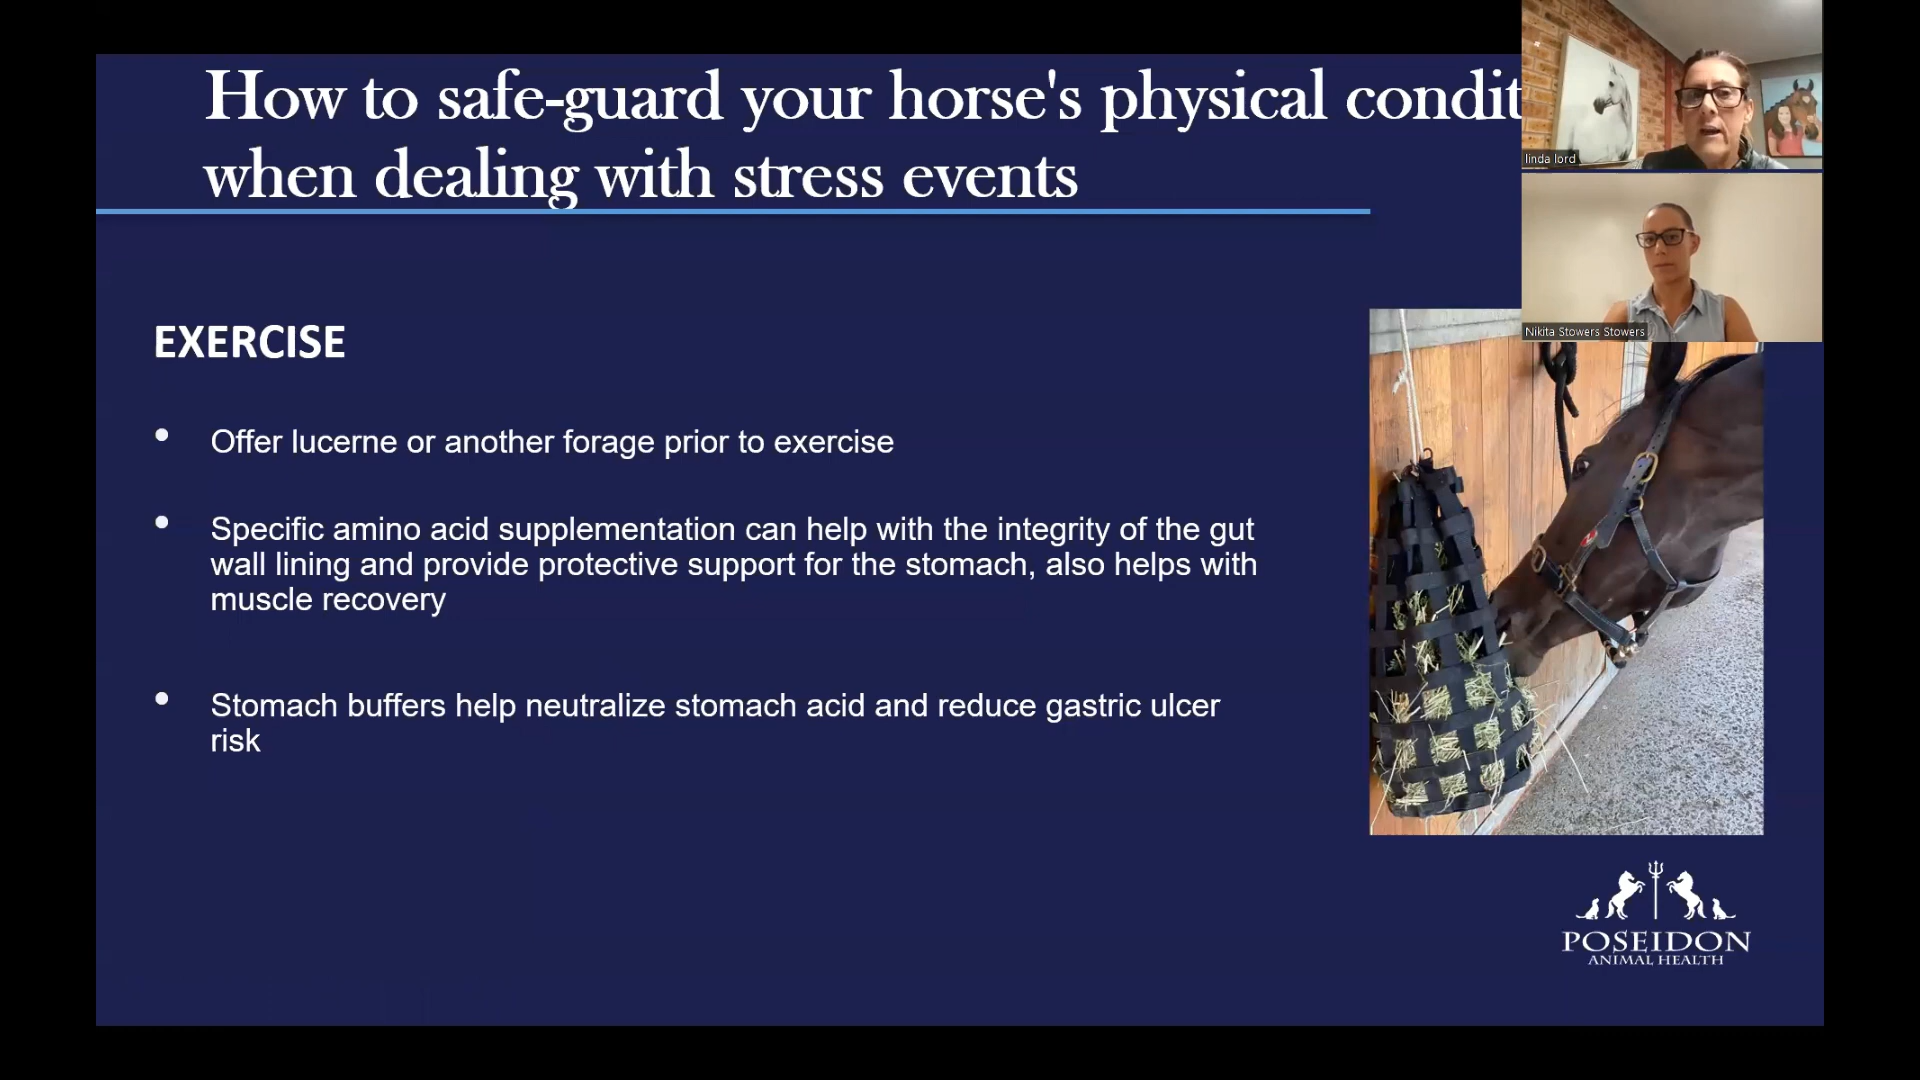 How to safe-guard your horse's physical condit
when dealing with stress events
linda lord
Nikita Stowers Stowers
EXERCISE
• Offer lucerne or another forage prior to exercise
• Specific amino acid supplementation can help with the integrity of the gut
wall lining and provide protective support for the stomach, also helps with
muscle recovery
• Stomach buffers help neutralize stomach acid and reduce gastric ulcer
risk
POSEIDON
ANIMAL HEALTH